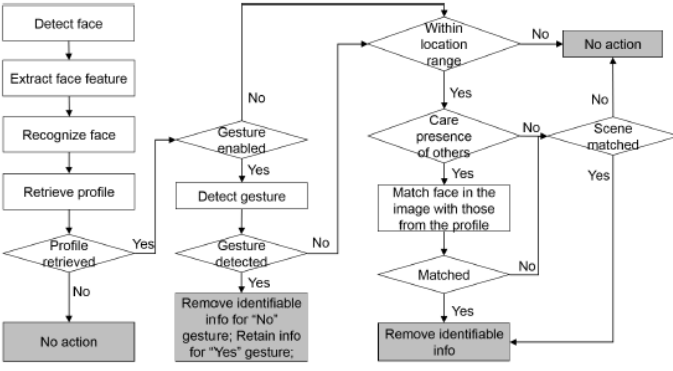 Detect face
Extract face feature
Recognize face
Retrieve profile
Profile
retrieved
Yes
No
No action
No
Gesture
enabled
Yes
Detect gesture
Gesture
detected
No
Yes
Remove identifiable
info for “No”
gesture; Retain info
for “Yes” gesture;
Within
location
range
No
No action
Yes
Care
presence
of others
No
Yes
Match face in the
image with those
from the profile
Matched
No
Yes
Remove identifiable
info
No
Scene
matched
Yes